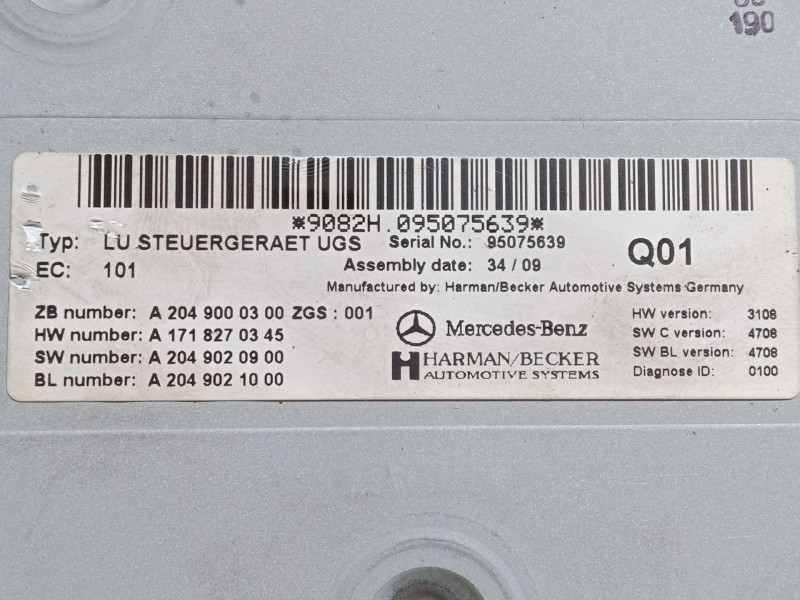 190
*9082H.095075639*
Typ: LU STEUERGERAET UGS Serial No.: 95075639
EC: 101 Assembly date: 34 / 09 Q01
Manufactured by: Harman/Becker Automotive Systems Germany
ZB number: A 204 900 03 00 ZGS : 001
HW number: A 171 827 03 45
SW number: A 204 902 09 00
BL number: A 204 902 10 00
Mercedes-Benz
HARMAN/BECKER
AUTOMOTIVE SYSTEMS
HW version: 3108
SW C version: 4708
SW BL version: 4708
Diagnose ID: 0100